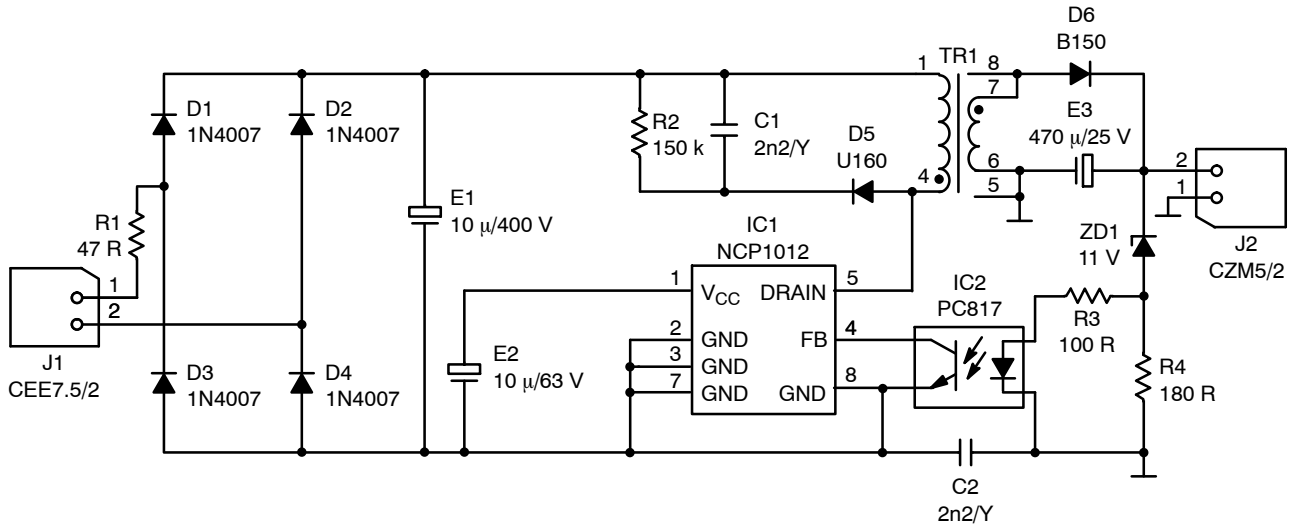 D6
B150
TR1
1
8
7
D1
1N4007
D2
1N4007
R2
150 k
C1
2n2/Y
D5
U160
4
6
5
E3
470 μ/25 V
2
1
J2
CZM5/2
R1
47 R
E1
10 μ/400 V
IC1
NCP1012
ZD1
11 V
1
2
J1
CEE7.5/2
1
VCC
DRAIN
5
IC2
PC817
R3
100 R
2
GND
FB
4
3
GND
7
GND
GND
8
E2
10 μ/63 V
D3
1N4007
D4
1N4007
R4
180 R
C2
2n2/Y